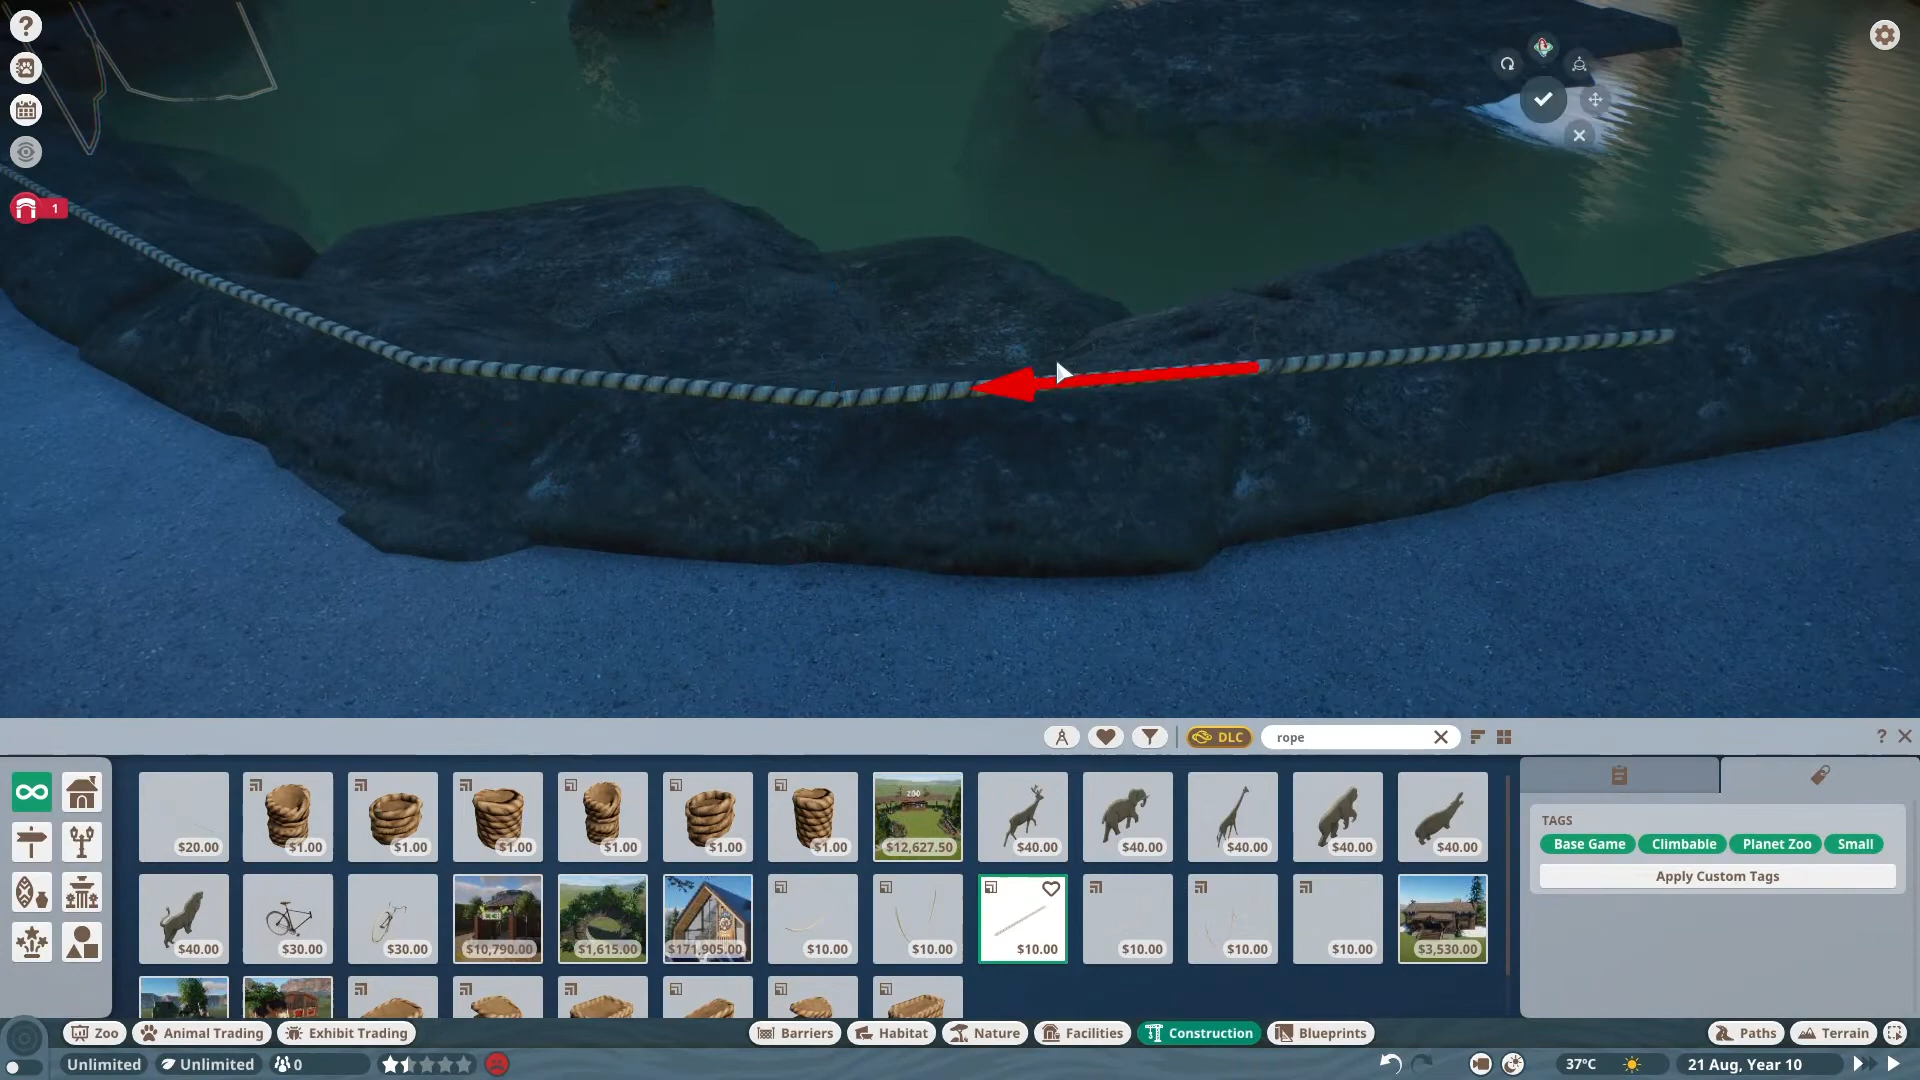 ?
1
DLC
rope
?
$20.00
$1.00
$1.00
$1.00
$1.00
$1.00
$1.00
ZOO
$12,627.50
$40.00
$40.00
$40.00
$40.00
$40.00
$40.00
$30.00
$30.00
$10,790.00
$1,615.00
$171,905.00
$10.00
$10.00
$10.00
$10.00
$10.00
$10.00
$3,530.00
TAGS
Base Game
Climbable
Planet Zoo
Small
Apply Custom Tags
Zoo
Animal Trading
Exhibit Trading
Barriers
Habitat
Nature
Facilities
Construction
Blueprints
Paths
Terrain
Unlimited
Unlimited
0
37°C
21 Aug, Year 10